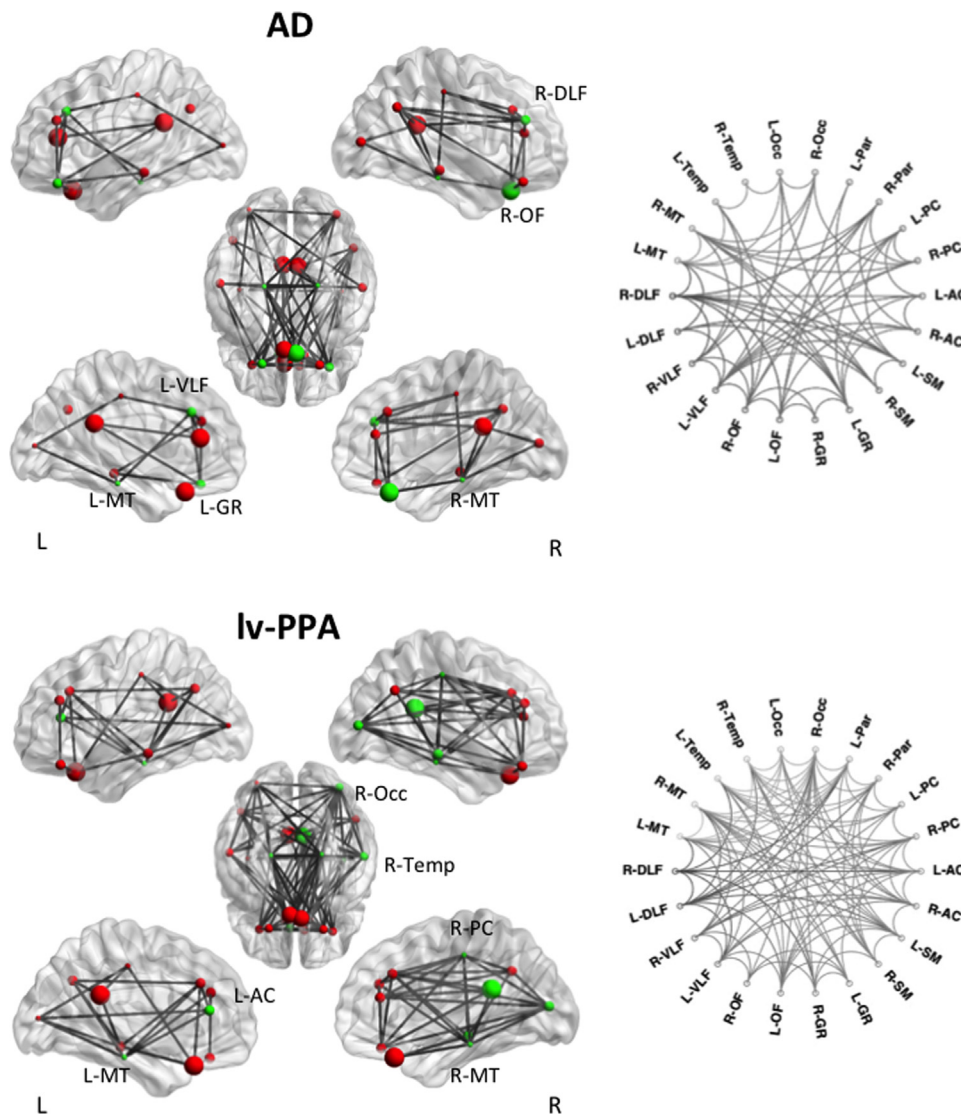 AD
R-DLF
R-OF
L-VLF
L-MT
L-GR
R-MT
L
R
L-Temp
R-Temp
L-Occ
R-Occ
L-Par
R-Par
L-PC
R-PC
L-AC
R-AC
L-SM
R-SM
L-GR
R-GR
L-OF
R-OF
L-VLF
R-VLF
L-DLF
R-DLF
L-MT
R-MT
lv-PPA
R-Occ
R-Temp
R-PC
L-AC
L-MT
R-MT
L
R
L-Temp
R-Temp
L-Occ
R-Occ
L-Par
R-Par
L-PC
R-PC
L-AC
R-AC
L-SM
R-SM
L-GR
R-GR
L-OF
R-OF
L-VLF
R-VLF
L-DLF
R-DLF
L-MT
R-MT